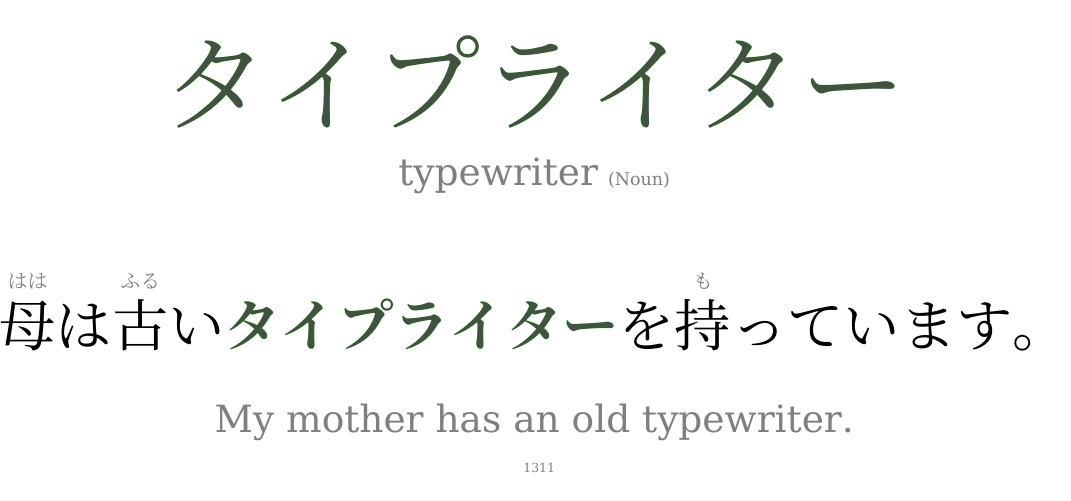 タイプライター
typewriter (Noun)
はは ふる も
母は古いタイプライターを持っています。
My mother has an old typewriter.
1311